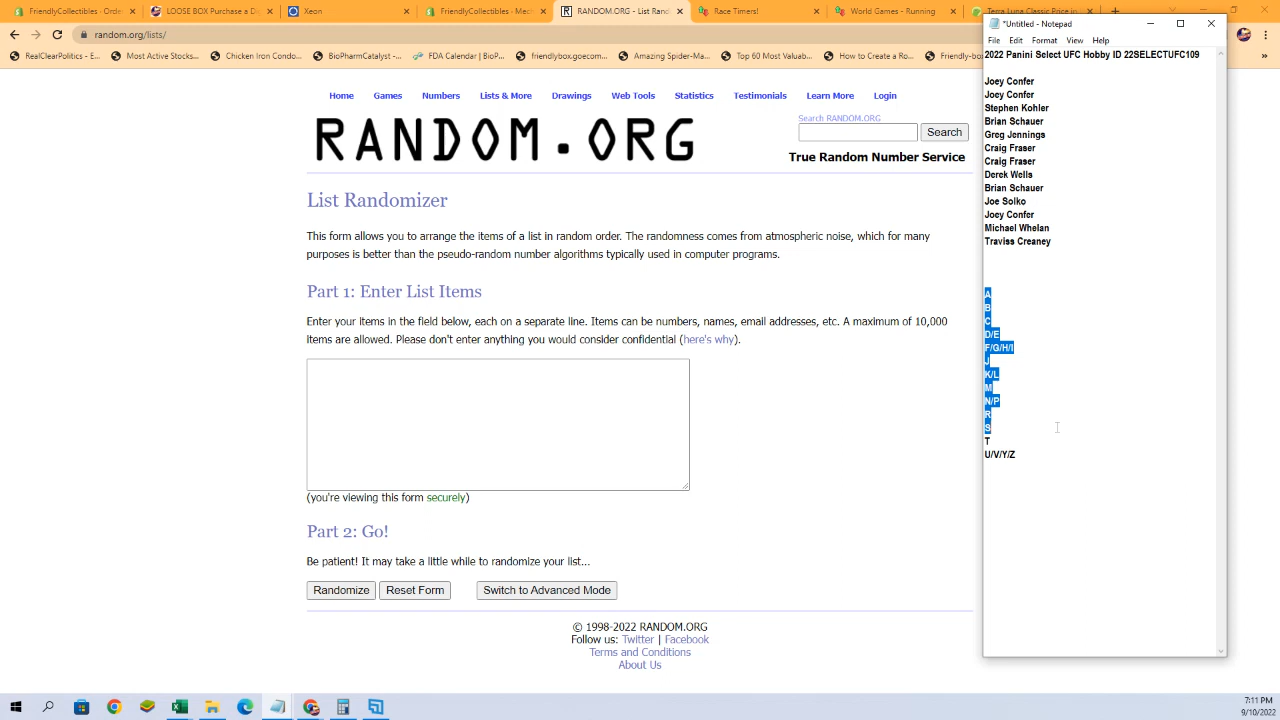 FriendlyCollectibles - Orde
LOOSE BOX Purchase a D
Xeon
FriendlyCollectibles - Mech
RANDOM.ORG - List Rand
Race Timers!
World Games - Running
Terra Luna Classic Price in
random.org/lists/
RealClearPolitics - E...
Most Active Stocks...
Chicken Iron Condo...
BioPharmCatalyst -...
FDA Calendar | BioP...
friendlybox.goecom...
Amazing Spider-Ma...
Top 60 Most Valuab...
How to Create a Ro...
Friendly-box
Home
Games
Numbers
Lists & More
Drawings
Web Tools
Statistics
Testimonials
Learn More
Login
RANDOM.ORG
Search RANDOM.ORG
Search
True Random Number Service
List Randomizer
This form allows you to arrange the items of a list in random order. The randomness comes from atmospheric noise, which for many
purposes is better than the pseudo-random number algorithms typically used in computer programs.
Part 1: Enter List Items
Enter your items in the field below, each on a separate line. Items can be numbers, names, email addresses, etc. A maximum of 10,000
items are allowed. Please don't enter anything you would consider confidential (here's why).
(you're viewing this form securely)
Part 2: Go!
Be patient! It may take a little while to randomize your list...
Randomize
Reset Form
Switch to Advanced Mode
© 1998-2022 RANDOM.ORG
Follow us: Twitter | Facebook
Terms and Conditions
About Us
*Untitled - Notepad
File Edit Format View Help
2022 Panini Select UFC Hobby ID 22SELECTUFC109
Joey Confer
Joey Confer
Stephen Kohler
Brian Schauer
Greg Jennings
Craig Fraser
Craig Fraser
Derek Wells
Brian Schauer
Joe Solko
Joey Confer
Michael Whelan
Traviss Creaney
A
B
C
D/E
F/G/H/I
J
K/L
M
N/P
R
S
T
U/V/Y/Z
7:11 PM
9/10/2022